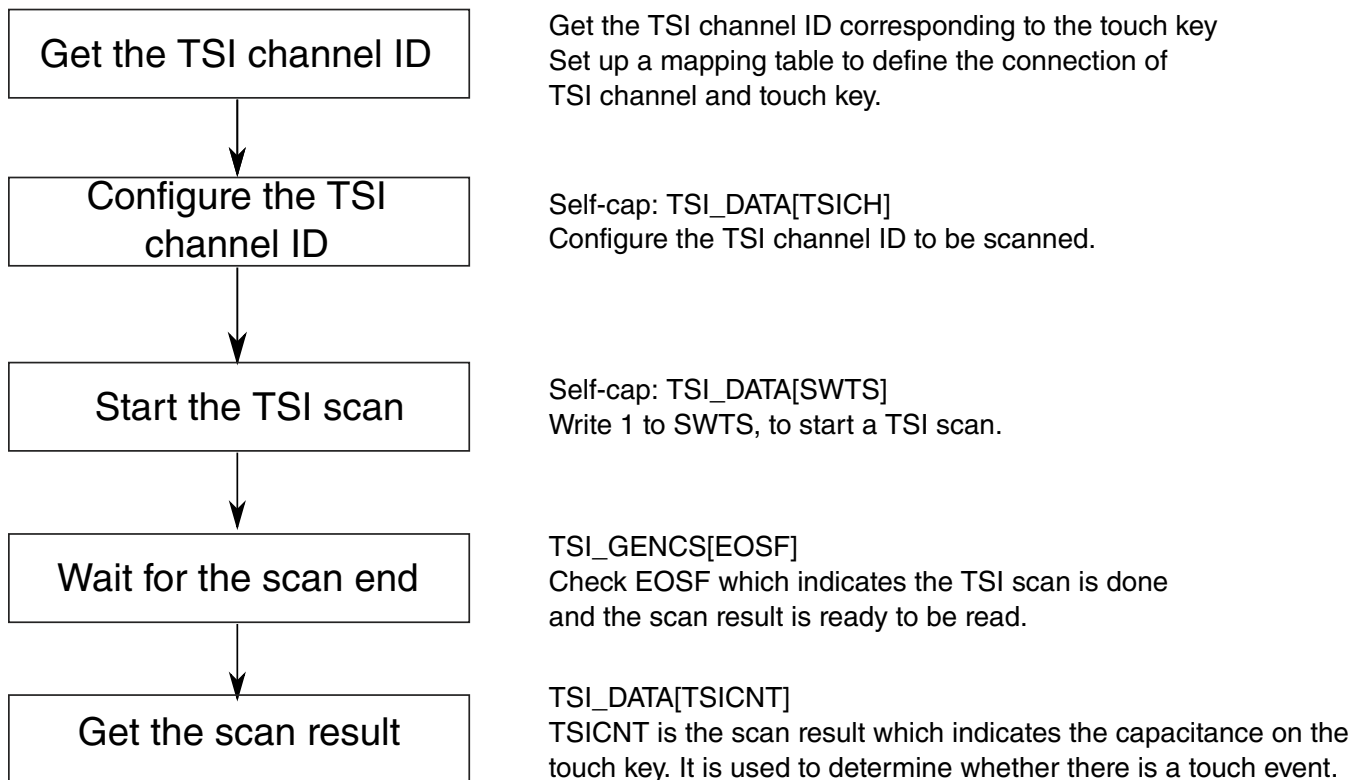 Get the TSI channel ID
Get the TSI channel ID corresponding to the touch key
Set up a mapping table to define the connection of
TSI channel and touch key.
Configure the TSI
channel ID
Self-cap: TSI_DATA[TSICH]
Configure the TSI channel ID to be scanned.
Start the TSI scan
Self-cap: TSI_DATA[SWTS]
Write 1 to SWTS, to start a TSI scan.
Wait for the scan end
TSI_GENCS[EOSF]
Check EOSF which indicates the TSI scan is done
and the scan result is ready to be read.
Get the scan result
TSI_DATA[TSICNT]
TSICNT is the scan result which indicates the capacitance on the
touch key. It is used to determine whether there is a touch event.